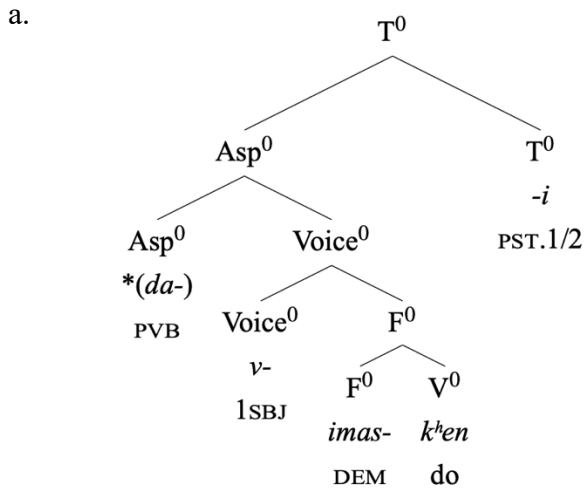 a.
T⁰
Asp⁰ T⁰
-i
PST.1/2
Asp⁰ Voice⁰
*(da-)
PVB
Voice⁰ F⁰
v-
1SBJ
F⁰ V⁰
imas- kʰen
DEM do